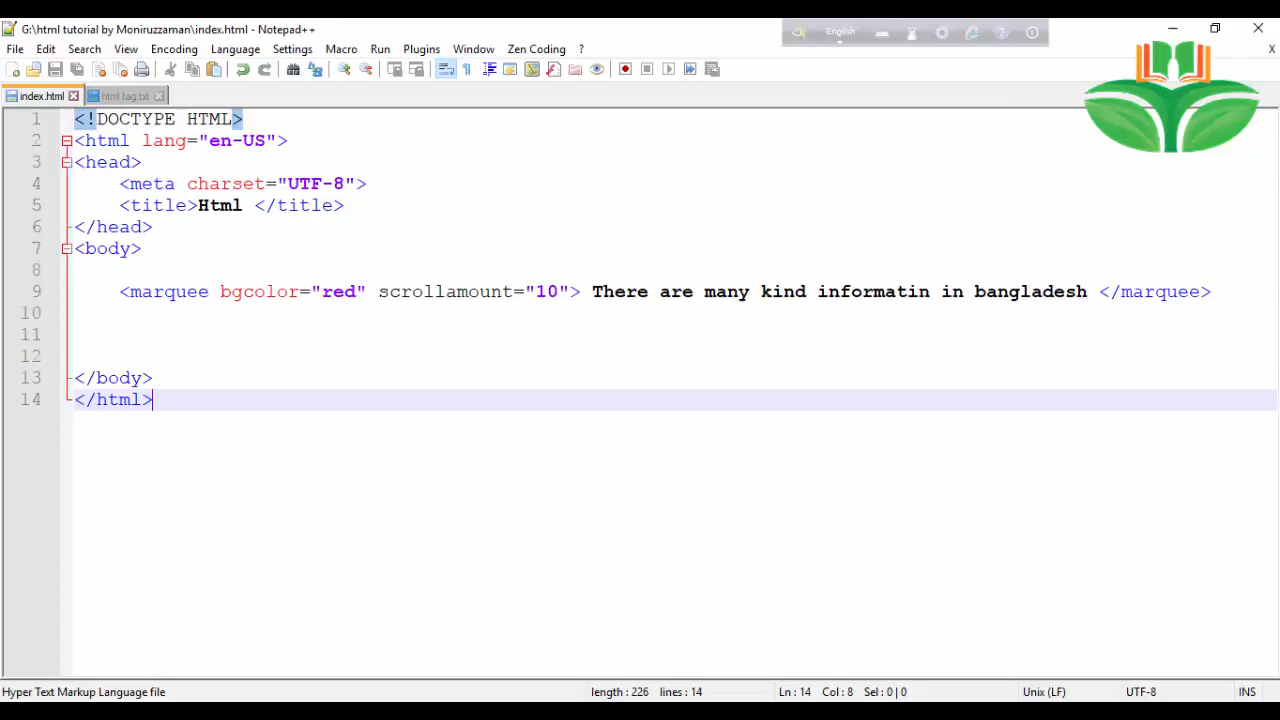 G:\html tutorial by Moniruzzaman\index.html - Notepad++
English
File Edit Search View Encoding Language Settings Macro Run Plugins Window Zen Coding ?
X
index.html html tag.txt
1 <!DOCTYPE HTML>
2 <html lang="en-US">
3 <head>
4 <meta charset="UTF-8">
5 <title>Html </title>
6 </head>
7 <body>
8
9 <marquee bgcolor="red" scrollamount="10"> There are many kind informatin in bangladesh </marquee>
10
11
12
13 </body>
14 </html>
Hyper Text Markup Language file length : 226 lines : 14 Ln : 14 Col : 8 Sel : 0 | 0 Unix (LF) UTF-8 INS